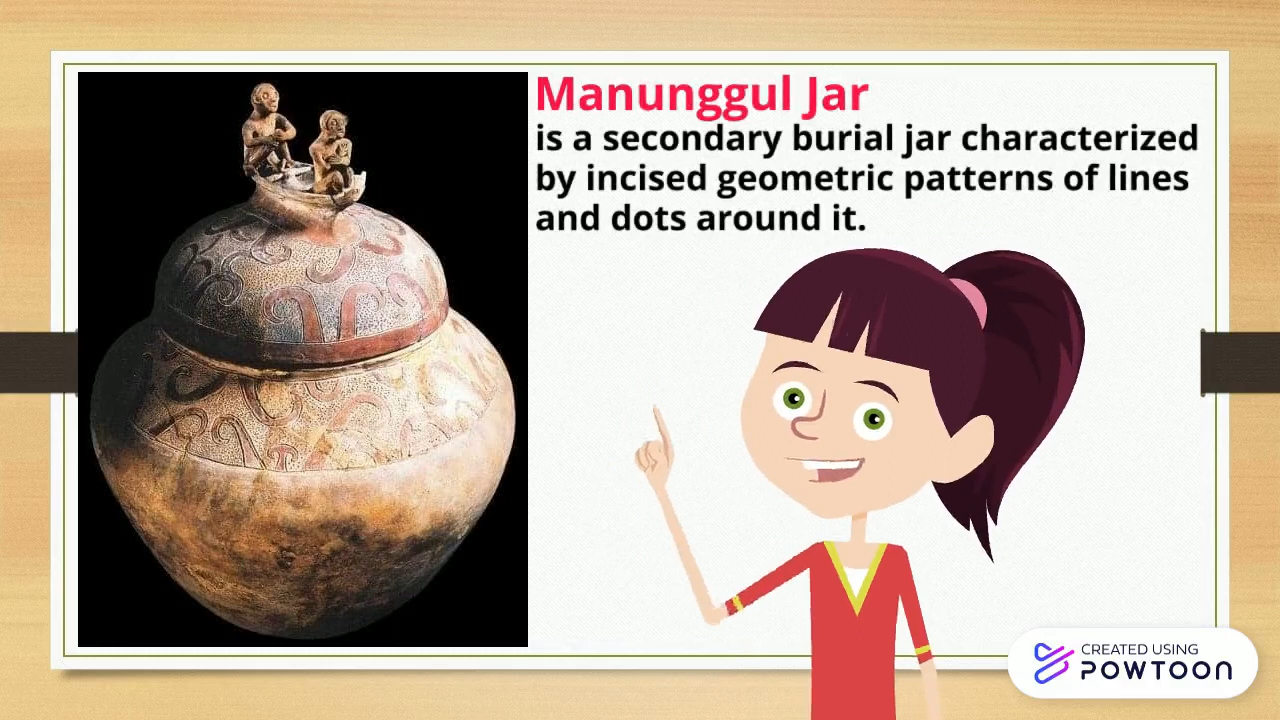 Manunggul Jar
is a secondary burial jar characterized
by incised geometric patterns of lines
and dots around it.
CREATED USING
POWTOON